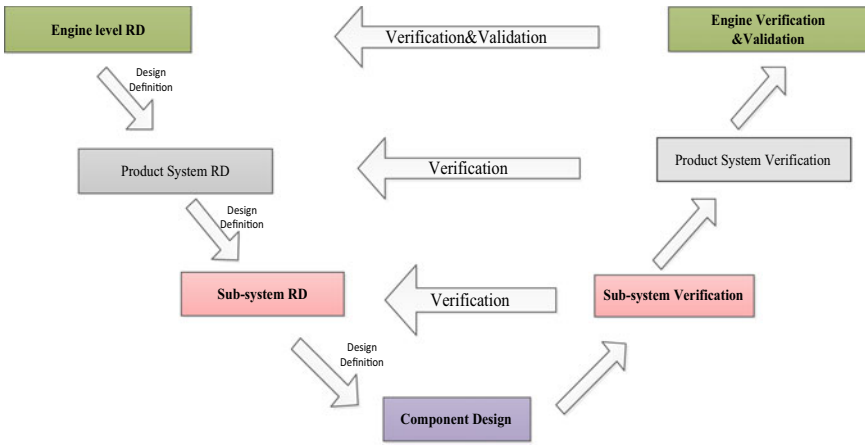 Engine level RD
Verification&Validation
Engine Verification
&Validation
Design
Definition
Product System RD
Verification
Product System Verification
Design
Definition
Sub-system RD
Verification
Sub-system Verification
Design
Definition
Component Design